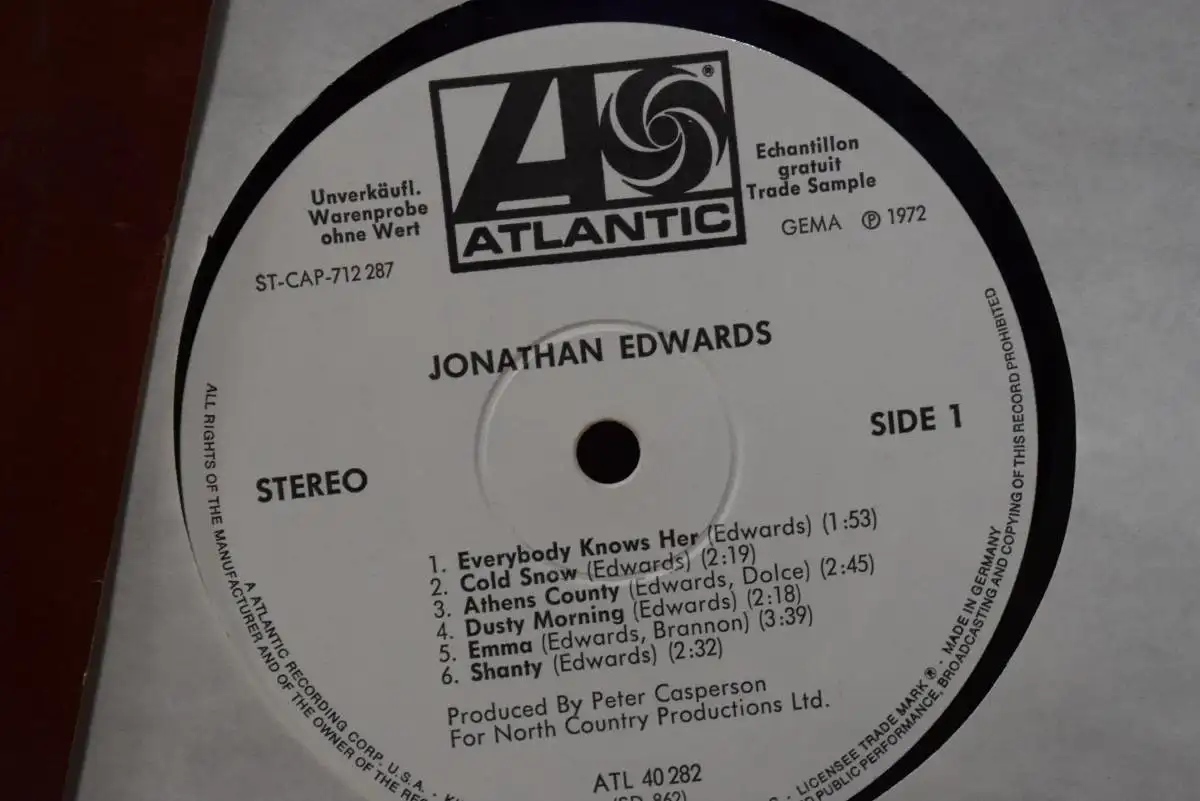 Unverkäufl.
Warenprobe
ohne Wert
ST-CAP-712 287
ATLANTIC
®
Echantillon
gratuit
Trade Sample
GEMA ℗ 1972
JONATHAN EDWARDS
STEREO
SIDE 1
1. Everybody Knows Her (Edwards) (1:53)
2. Cold Snow (Edwards) (2:19)
3. Athens County (Edwards, Dolce) (2:45)
4. Dusty Morning (Edwards) (2:18)
5. Emma (Edwards, Brannon) (3:39)
6. Shanty (Edwards) (2:32)
Produced By Peter Casperson
For North Country Productions Ltd.
ATL 40 282
(SD 862)
ALL RIGHTS OF THE MANUFACTURER AND OF THE OWNER OF THE
A ATLANTIC RECORDING CORP. U.S.A. ·
LICENSEE TRADE MARK ® · MADE IN GERMANY
PUBLIC PERFORMANCE, BROADCASTING AND COPYING OF THIS RECORD PROHIBITED